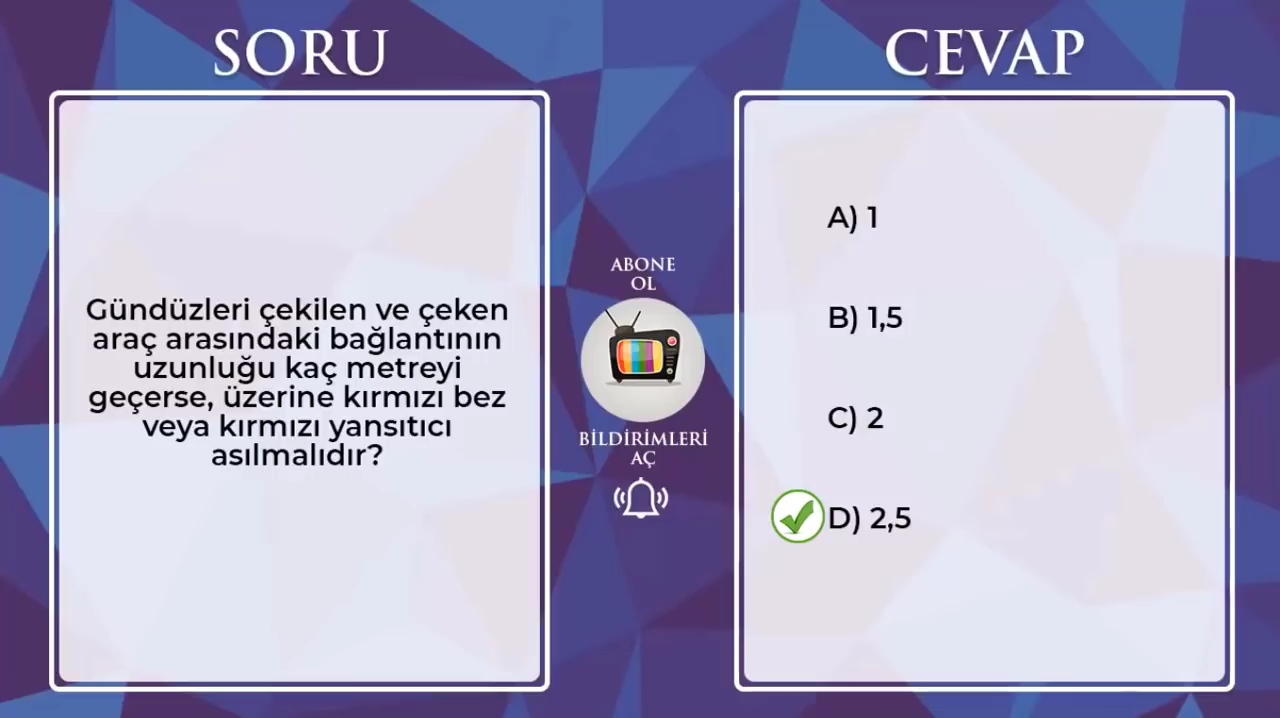 SORU
Gündüzleri çekilen ve çeken
araç arasındaki bağlantının
uzunluğu kaç metreyi
geçerse, üzerine kırmızı bez
veya kırmızı yansıtıcı
asılmalıdır?
ABONE
OL
BİLDİRİMLERİ
AÇ
CEVAP
A) 1
B) 1,5
C) 2
D) 2,5